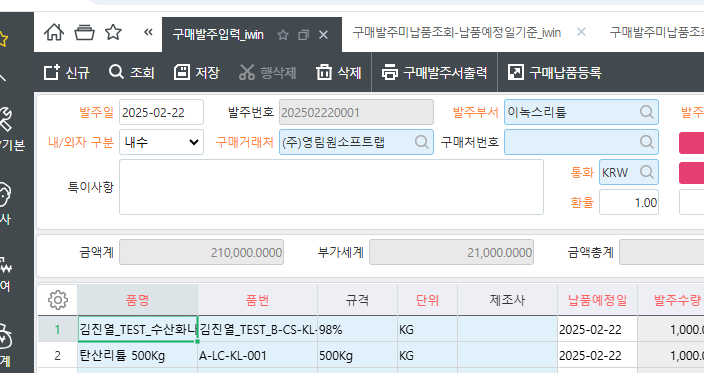 구매발주입력_iwin
구매발주미납품조회-납품예정일기준_iwin
구매발주미납품조회
신규
조회
저장
행삭제
삭제
구매발주서출력
구매납품등록
발주일 2025-02-22 발주번호 202502220001 발주부서 이녹스리튬
내/외자 구분 내수 구매거래처 (주)영림원소프트랩 구매처번호
특이사항
통화 KRW
환율 1.00
금액계 210,000.0000 부가세계 21,000.0000 금액총계
품명 품번 규격 단위 제조사 납품예정일 발주수량
1 김진열_TEST_수산화나 김진열_TEST_B-CS-KL- 98% KG 2025-02-22 1,000.
2 탄산리튬 500Kg A-LC-KL-001 500Kg KG 2025-02-22 1,000.0
/기본
사
여
계